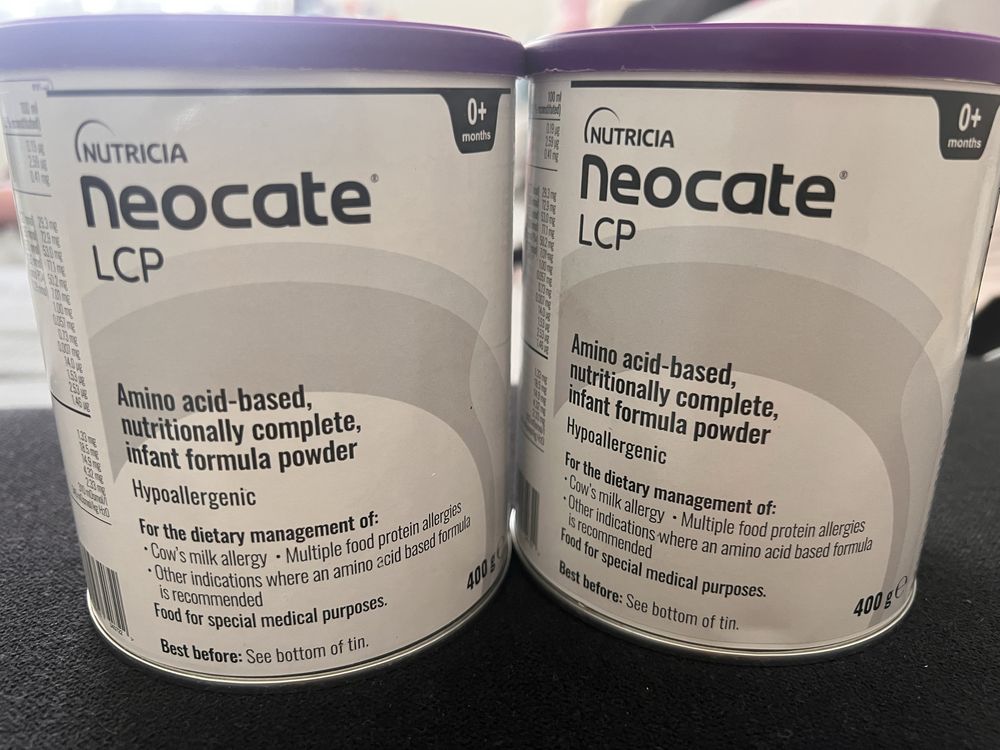 0+
months
NUTRICIA
Neocate®
LCP
Amino acid-based,
nutritionally complete,
infant formula powder
Hypoallergenic
For the dietary management of:
· Cow's milk allergy · Multiple food protein allergies
· Other indications where an amino acid based formula
is recommended
Food for special medical purposes.
400 g
Best before: See bottom of tin.
0+
months
NUTRICIA
Neocate®
LCP
Amino acid-based,
nutritionally complete,
infant formula powder
Hypoallergenic
For the dietary management of:
· Cow's milk allergy · Multiple food protein allergies
· Other indications where an amino acid based formula
is recommended
Food for special medical purposes.
Best before: See bottom of tin.
400 g e